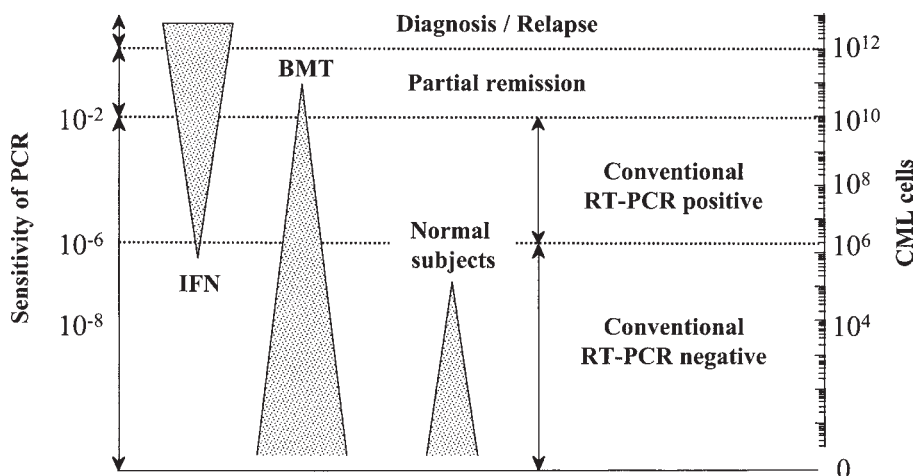 Diagnosis / Relapse
10¹²
BMT
Partial remission
10⁻²
10¹⁰
Sensitivity of PCR
Conventional
RT-PCR positive
10⁸
CML cells
Normal
subjects
10⁻⁶
10⁶
IFN
10⁻⁸
Conventional
RT-PCR negative
10⁴
0